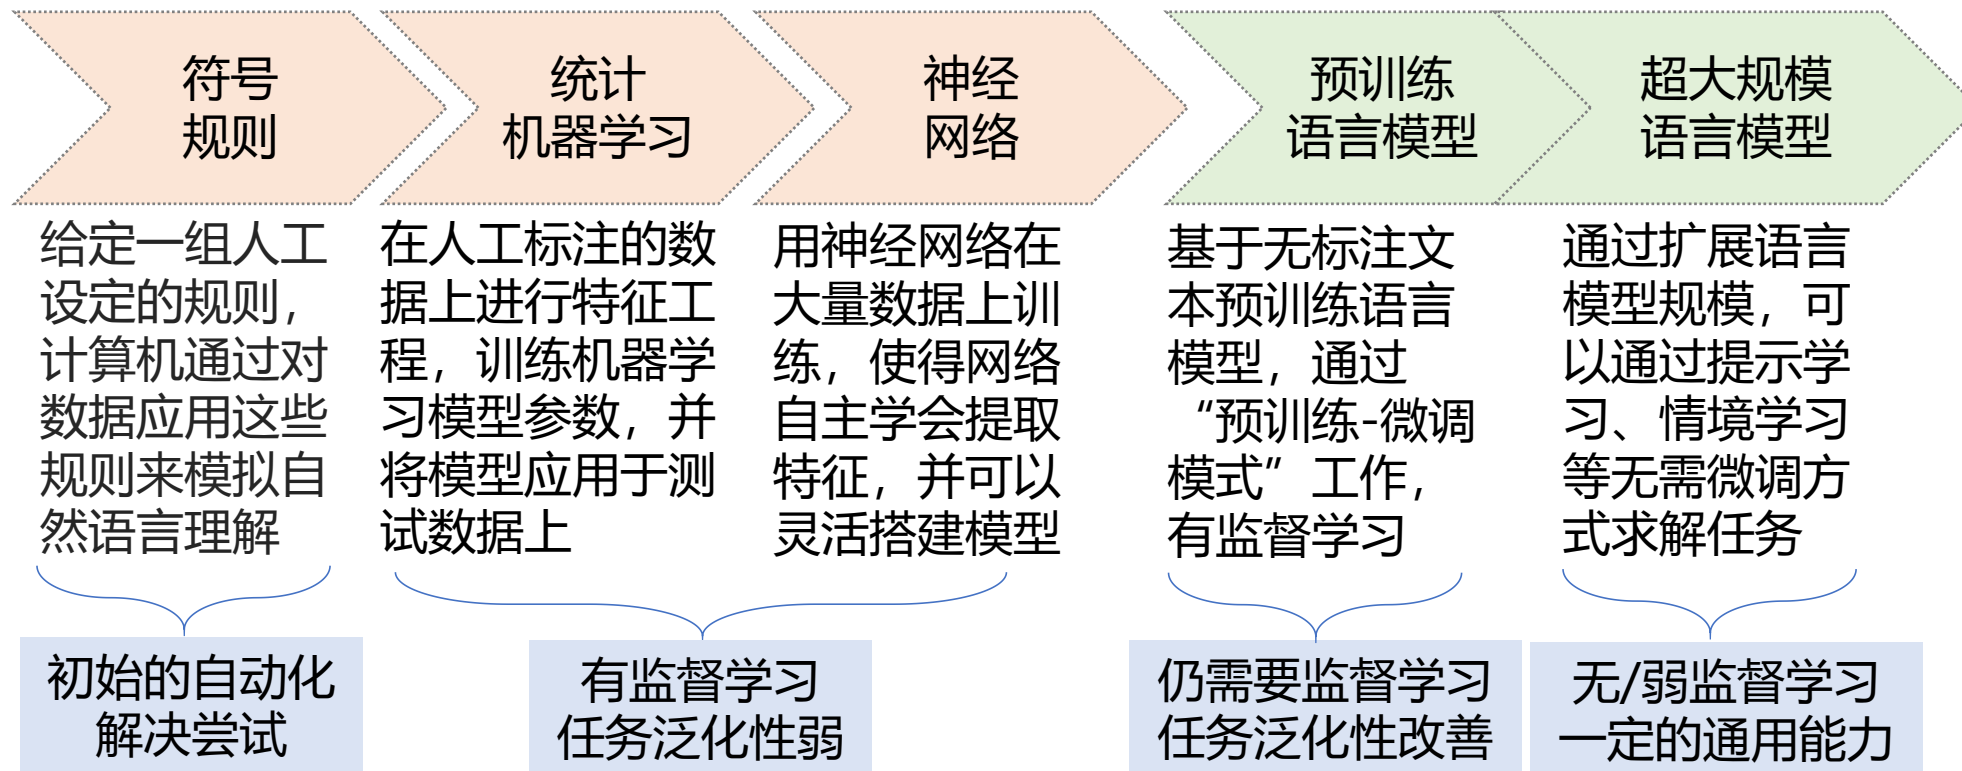 符号
规则
统计
机器学习
神经
网络
预训练
语言模型
超大规模
语言模型
给定一组人工
设定的规则，
计算机通过对
数据应用这些
规则来模拟自
然语言理解
在人工标注的数
据上进行特征工
程，训练机器学
习模型参数，并
将模型应用于测
试数据上
用神经网络在
大量数据上训
练，使得网络
自主学会提取
特征，并可以
灵活搭建模型
基于无标注文
本预训练语言
模型，通过
“预训练-微调
模式”工作，
有监督学习
通过扩展语言
模型规模，可
以通过提示学
习、情境学习
等无需微调方
式求解任务
初始的自动化
解决尝试
有监督学习
任务泛化性弱
仍需要监督学习
任务泛化性改善
无/弱监督学习
一定的通用能力